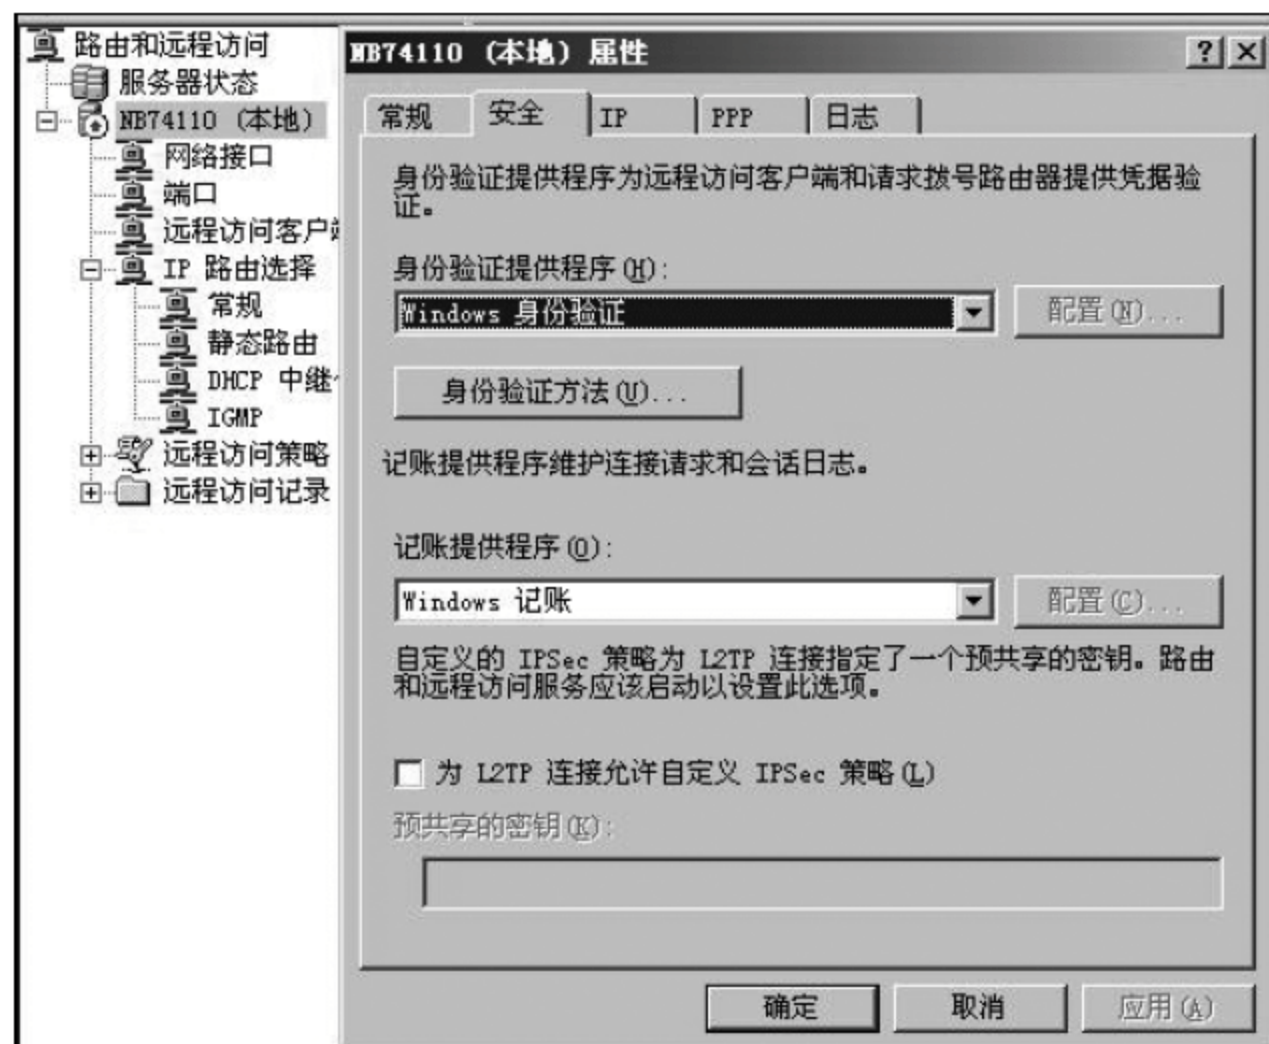 路由和远程访问
服务器状态
NB74110 (本地)
网络接口
端口
远程访问客户
IP 路由选择
常规
静态路由
DHCP 中继
IGMP
远程访问策略
远程访问记录
NB74110 (本地) 属性
常规 安全 IP PPP 日志
身份验证提供程序为远程访问客户端和请求拨号路由器提供凭据验
证。
身份验证提供程序(H):
Windows 身份验证
配置(N)...
身份验证方法(U)...
记账提供程序维护连接请求和会话日志。
记账提供程序(O):
Windows 记账
配置(C)...
自定义的 IPSec 策略为 L2TP 连接指定了一个预共享的密钥。路由
和远程访问服务应该启动以设置此选项。
为 L2TP 连接允许自定义 IPSec 策略(L)
预共享的密钥(K):
确定 取消 应用(A)